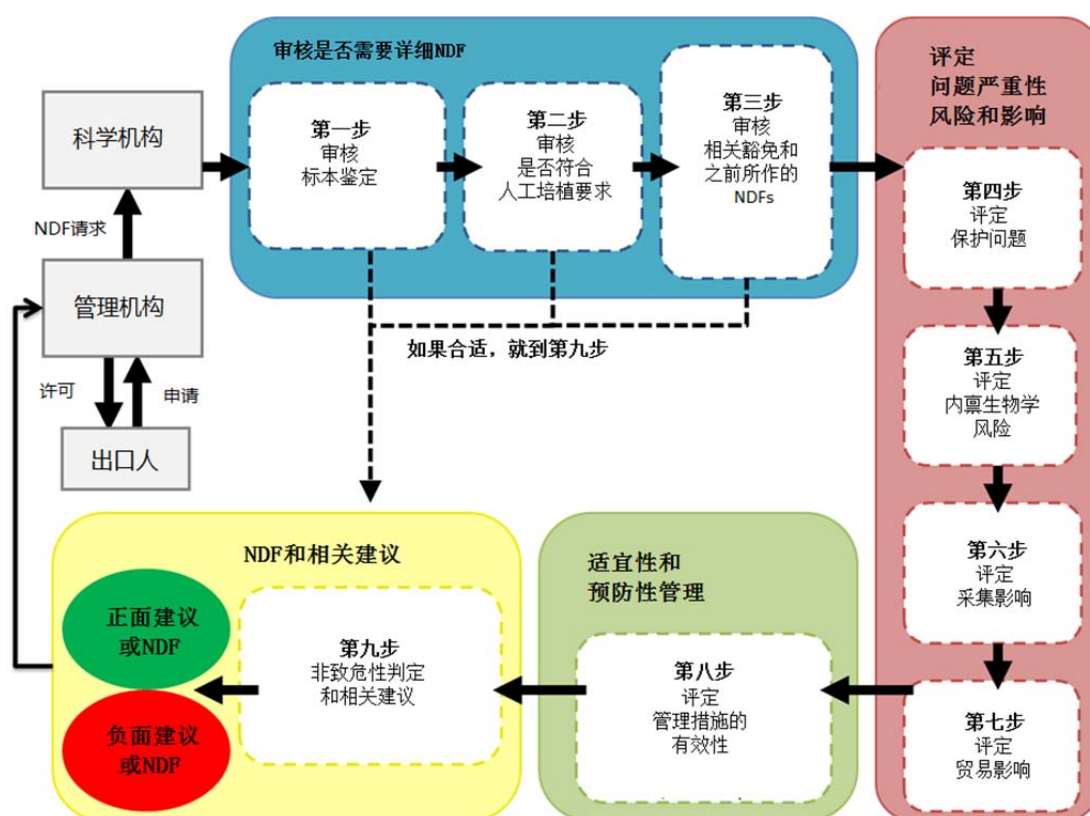 审核是否需要详细NDF
第一步
审核
标本鉴定
第二步
审核
是否符合
人工培植要求
第三步
审核
相关豁免和
之前所作的
NDFs
评定
问题严重性
风险和影响
第四步
评定
保护问题
第五步
评定
内禀生物学
风险
第六步
评定
采集影响
第七步
评定
贸易影响
科学机构
NDF请求
管理机构
许可
申请
出口人
如果合适，就到第九步
NDF和相关建议
正面建议
或NDF
负面建议
或NDF
第九步
非致危性判定
和相关建议
适宜性和
预防性管理
第八步
评定
管理措施的
有效性